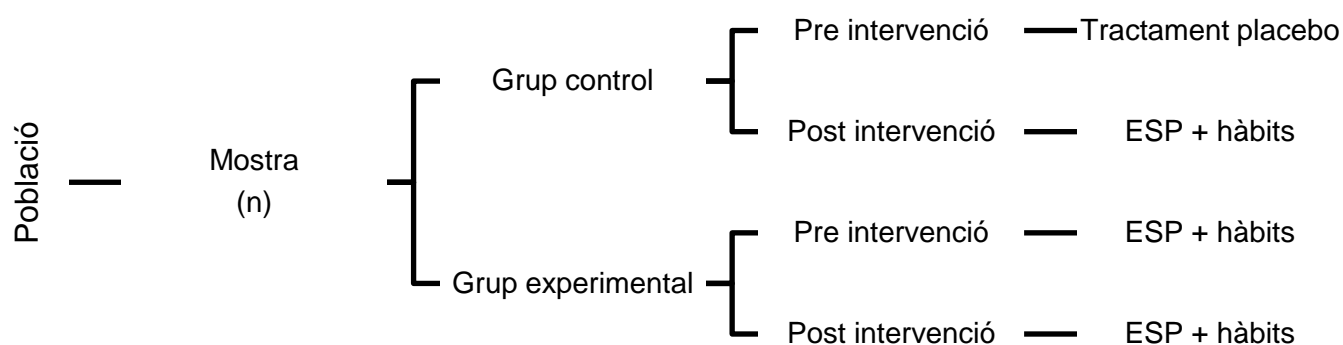 Població
Mostra
(n)
Grup control
Pre intervenció
Tractament placebo
Post intervenció
ESP + hàbits
Grup experimental
Pre intervenció
ESP + hàbits
Post intervenció
ESP + hàbits